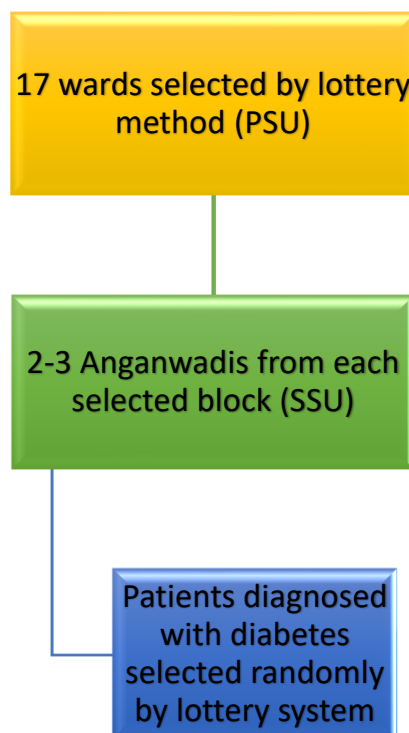 17 wards selected by lottery
method (PSU)
2-3 Anganwadis from each
selected block (SSU)
Patients diagnosed
with diabetes
selected randomly
by lottery system